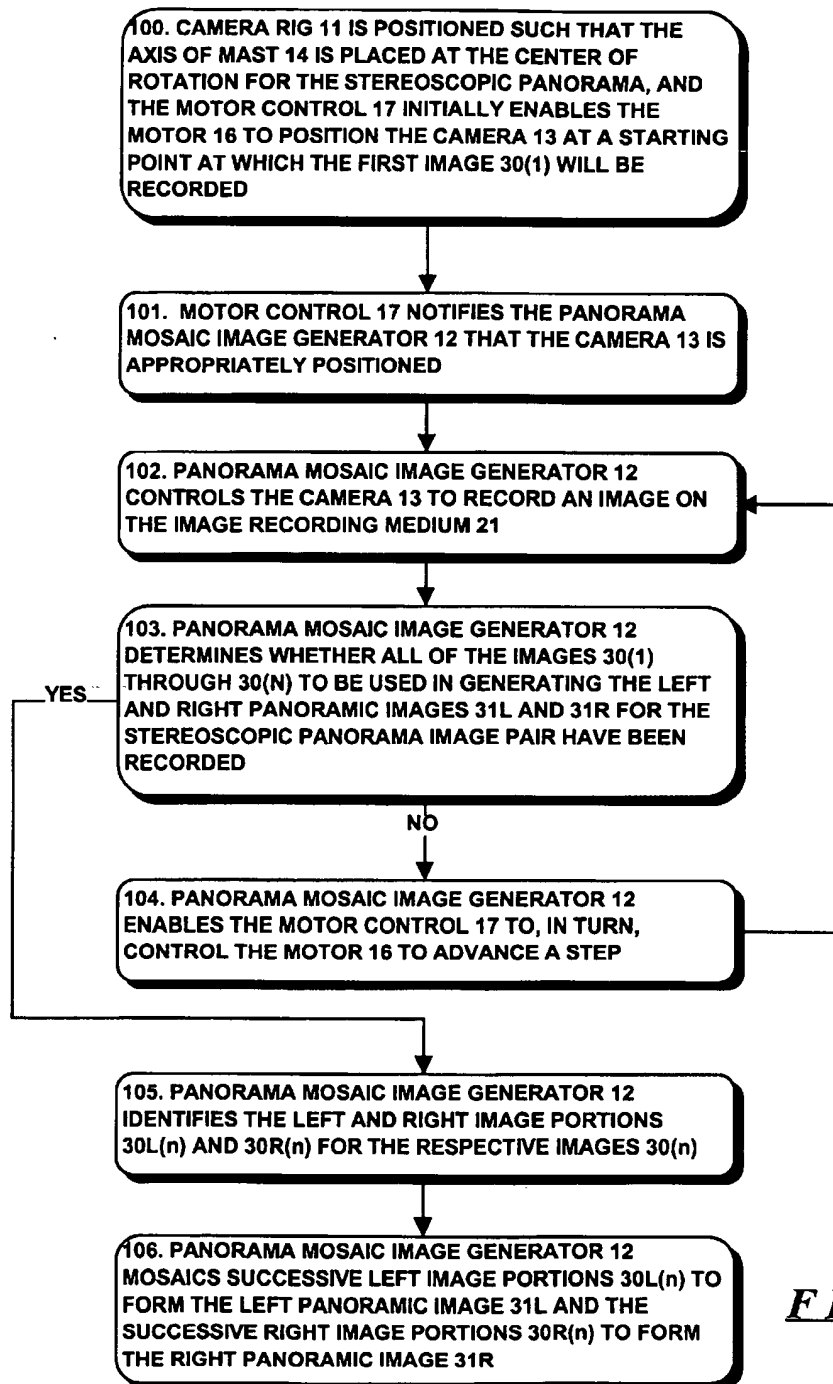 100. CAMERA RIG 11 IS POSITIONED SUCH THAT THE
AXIS OF MAST 14 IS PLACED AT THE CENTER OF
ROTATION FOR THE STEREOSCOPIC PANORAMA, AND
THE MOTOR CONTROL 17 INITIALLY ENABLES THE
MOTOR 16 TO POSITION THE CAMERA 13 AT A STARTING
POINT AT WHICH THE FIRST IMAGE 30(1) WILL BE
RECORDED
101. MOTOR CONTROL 17 NOTIFIES THE PANORAMA
MOSAIC IMAGE GENERATOR 12 THAT THE CAMERA 13 IS
APPROPRIATELY POSITIONED
102. PANORAMA MOSAIC IMAGE GENERATOR 12
CONTROLS THE CAMERA 13 TO RECORD AN IMAGE ON
THE IMAGE RECORDING MEDIUM 21
103. PANORAMA MOSAIC IMAGE GENERATOR 12
DETERMINES WHETHER ALL OF THE IMAGES 30(1)
THROUGH 30(N) TO BE USED IN GENERATING THE LEFT
AND RIGHT PANORAMIC IMAGES 31L AND 31R FOR THE
STEREOSCOPIC PANORAMA IMAGE PAIR HAVE BEEN
RECORDED
YES
NO
104. PANORAMA MOSAIC IMAGE GENERATOR 12
ENABLES THE MOTOR CONTROL 17 TO, IN TURN,
CONTROL THE MOTOR 16 TO ADVANCE A STEP
105. PANORAMA MOSAIC IMAGE GENERATOR 12
IDENTIFIES THE LEFT AND RIGHT IMAGE PORTIONS
30L(n) AND 30R(n) FOR THE RESPECTIVE IMAGES 30(n)
106. PANORAMA MOSAIC IMAGE GENERATOR 12
MOSAICS SUCCESSIVE LEFT IMAGE PORTIONS 30L(n) TO
FORM THE LEFT PANORAMIC IMAGE 31L AND THE
SUCCESSIVE RIGHT IMAGE PORTIONS 30R(n) TO FORM
THE RIGHT PANORAMIC IMAGE 31R